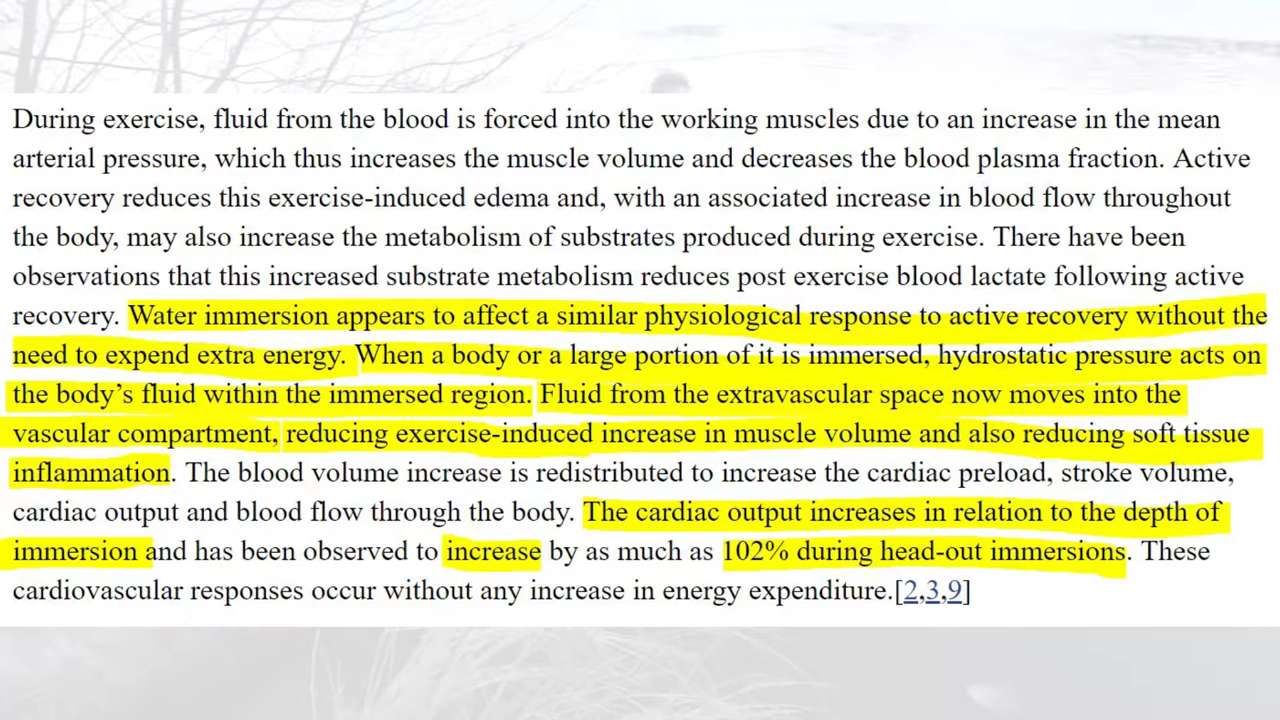 During exercise, fluid from the blood is forced into the working muscles due to an increase in the mean
arterial pressure, which thus increases the muscle volume and decreases the blood plasma fraction. Active
recovery reduces this exercise-induced edema and, with an associated increase in blood flow throughout
the body, may also increase the metabolism of substrates produced during exercise. There have been
observations that this increased substrate metabolism reduces post exercise blood lactate following active
recovery. Water immersion appears to affect a similar physiological response to active recovery without the
need to expend extra energy. When a body or a large portion of it is immersed, hydrostatic pressure acts on
the body’s fluid within the immersed region. Fluid from the extravascular space now moves into the
vascular compartment, reducing exercise-induced increase in muscle volume and also reducing soft tissue
inflammation. The blood volume increase is redistributed to increase the cardiac preload, stroke volume,
cardiac output and blood flow through the body. The cardiac output increases in relation to the depth of
immersion and has been observed to increase by as much as 102% during head-out immersions. These
cardiovascular responses occur without any increase in energy expenditure.[2,3,9]